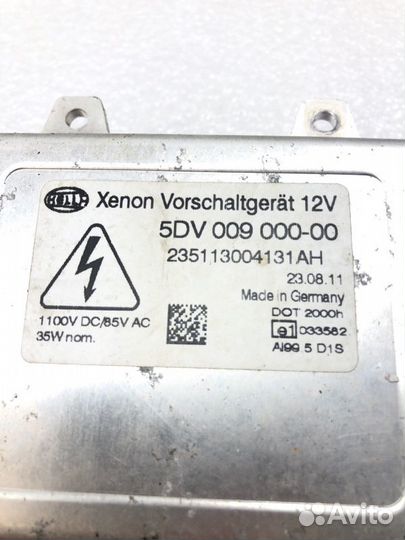 HELLA Xenon Vorschaltgerät 12V
5DV 009 000-00
235113004131AH
23.08.11
Made in Germany
DOT 2000h
1100V DC/85V AC
e1 033582
35W nom.
AI99 5 D1S
Avito